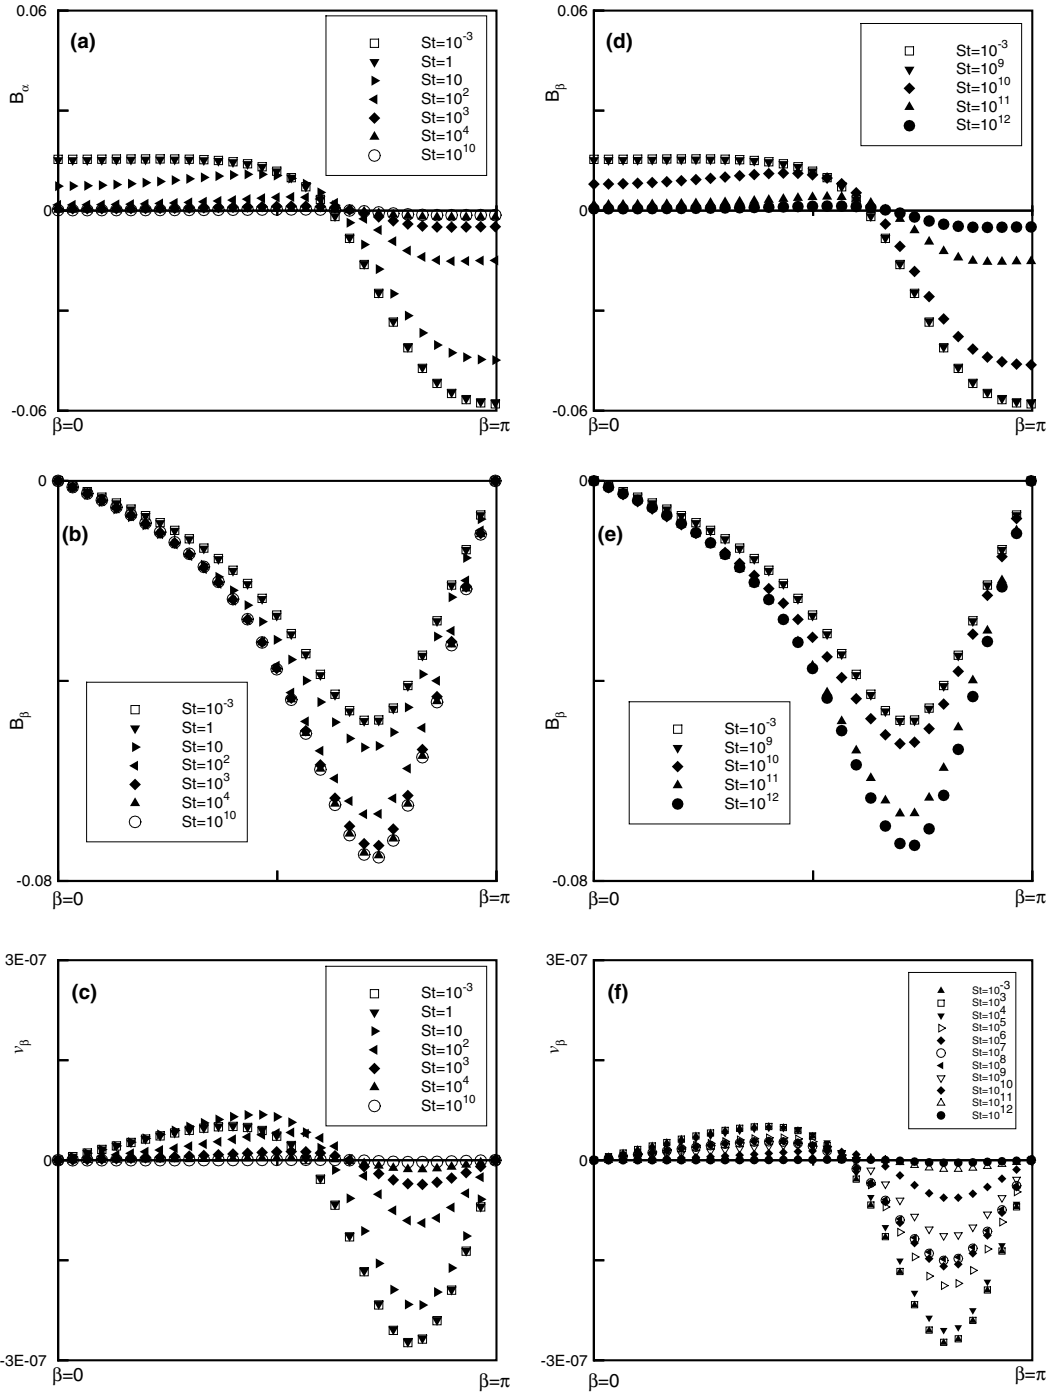 0.06
(a)
B_α
St=10^-3
St=1
St=10
St=10^2
St=10^3
St=10^4
St=10^10
0
-0.06
β=0
β=π
0.06
(d)
B_β
St=10^-3
St=10^9
St=10^10
St=10^11
St=10^12
0
-0.06
β=0
β=π
0
(b)
B_β
St=10^-3
St=1
St=10
St=10^2
St=10^3
St=10^4
St=10^10
-0.08
β=0
β=π
0
(e)
B_β
St=10^-3
St=10^9
St=10^10
St=10^11
St=10^12
-0.08
β=0
β=π
3E-07
(c)
v_β
St=10^-3
St=1
St=10
St=10^2
St=10^3
St=10^4
St=10^10
0
-3E-07
β=0
β=π
3E-07
(f)
v_β
St=10^-3
St=10^3
St=10^4
St=10^5
St=10^6
St=10^7
St=10^8
St=10^9
St=10^10
St=10^11
St=10^12
0
-3E-07
β=0
β=π